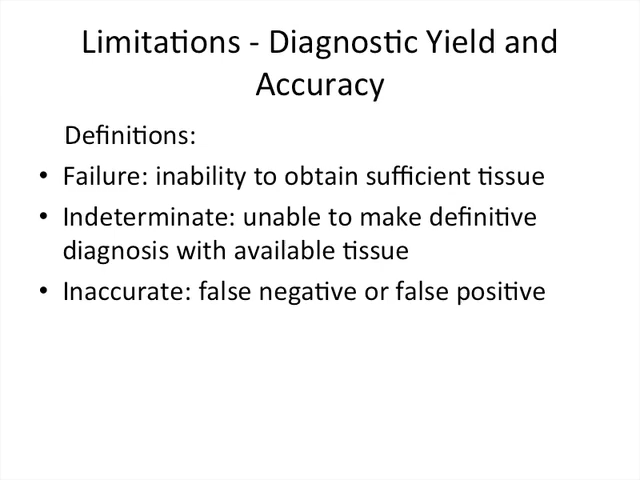 Limitations - Diagnostic Yield and
Accuracy
Definitions:
• Failure: inability to obtain sufficient tissue
• Indeterminate: unable to make definitive
diagnosis with available tissue
• Inaccurate: false negative or false positive